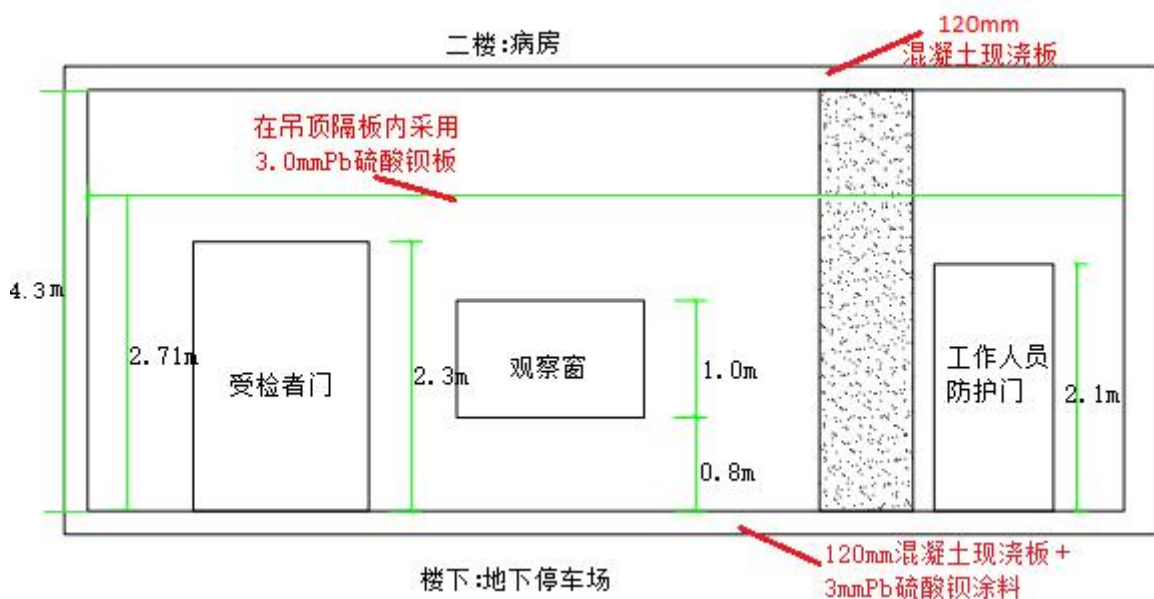 120mm
混凝土现浇板
二楼:病房
在吊顶隔板内采用
3.0mmPb硫酸钡板
4.3m
2.71m
受检者门
2.3m
观察窗
1.0m
0.8m
工作人员
防护门
2.1m
120mm混凝土现浇板+
3mmPb硫酸钡涂料
楼下:地下停车场